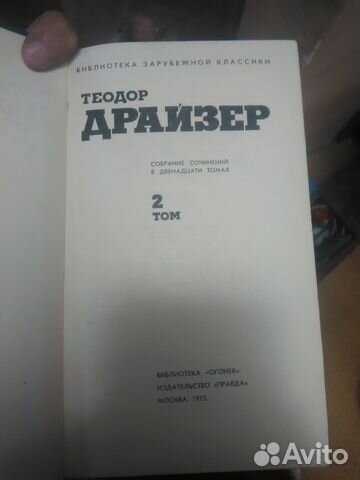 БИБЛИОТЕКА ЗАРУБЕЖНОЙ КЛАССИКИ
ТЕОДОР
ДРАЙЗЕР
СОБРАНИЕ СОЧИНЕНИЙ
В ДВЕНАДЦАТИ ТОМАХ
2
ТОМ
БИБЛИОТЕКА «ОГОНЕК»
ИЗДАТЕЛЬСТВО «ПРАВДА»
МОСКВА. 1973.
Avito